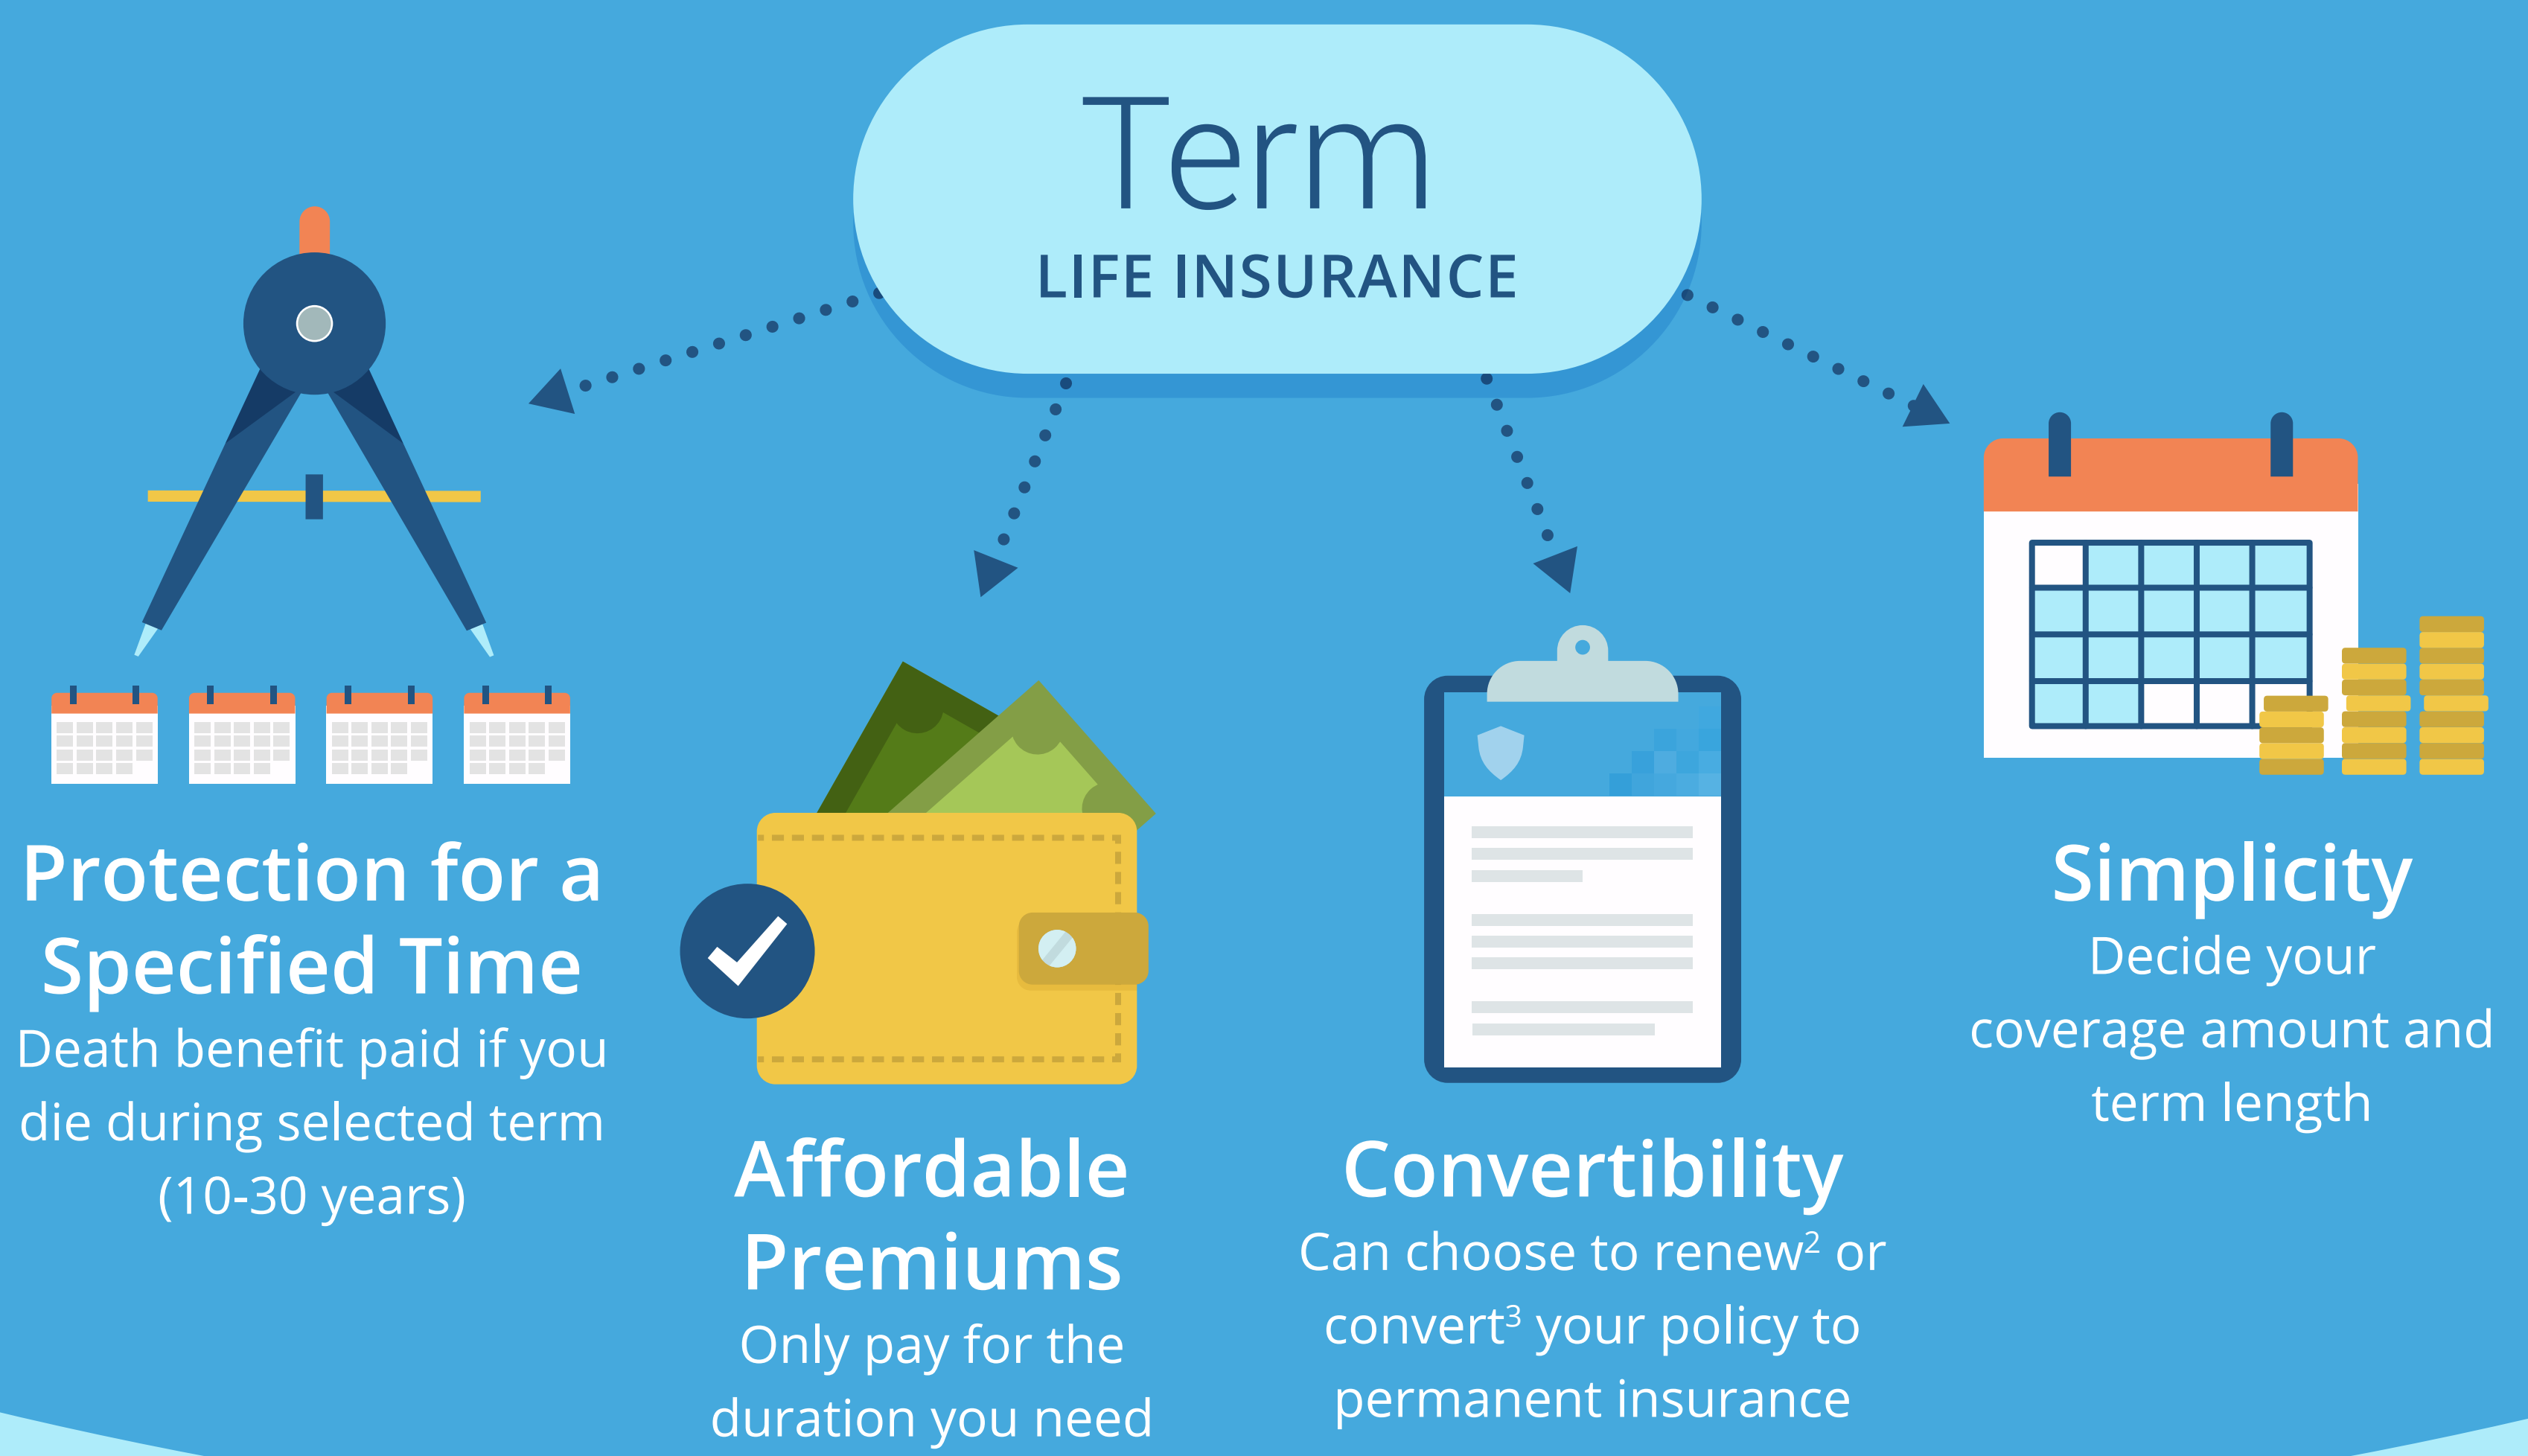 Term
LIFE INSURANCE
Protection for a
Specified Time
Death benefit paid if you
die during selected term
(10-30 years)
Affordable
Premiums
Only pay for the
duration you need
Convertibility
Can choose to renew² or
convert³ your policy to
permanent insurance
Simplicity
Decide your
coverage amount and
term length